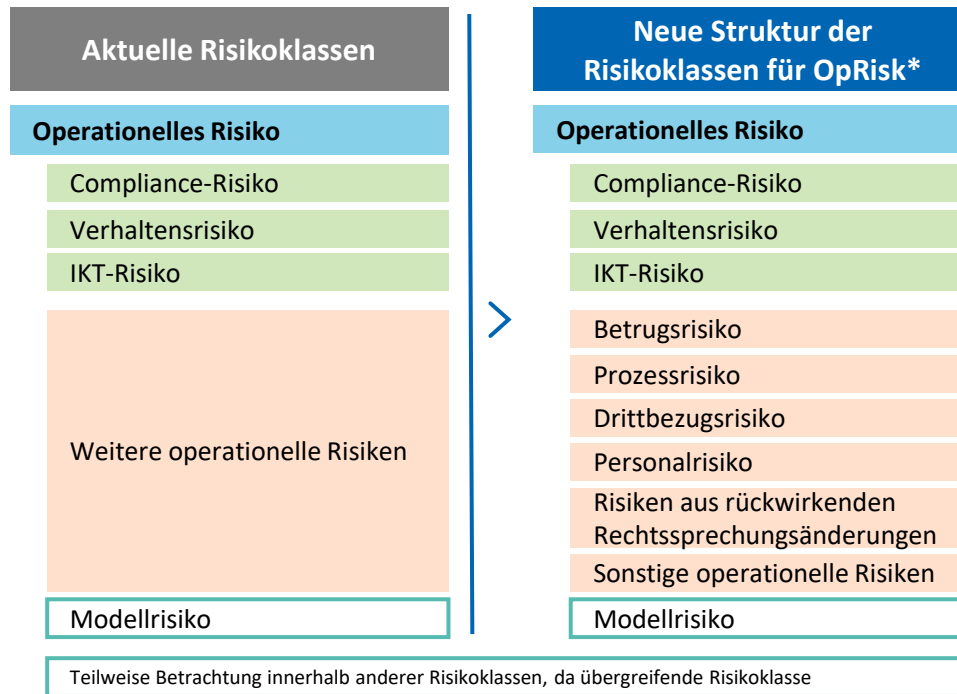 Aktuelle Risikoklassen
Operationelles Risiko
Compliance-Risiko
Verhaltensrisiko
IKT-Risiko
Weitere operationelle Risiken
Modellrisiko
Neue Struktur der
Risikoklassen für OpRisk*
Operationelles Risiko
Compliance-Risiko
Verhaltensrisiko
IKT-Risiko
Betrugsrisiko
Prozessrisiko
Drittbezugsrisiko
Personalrisiko
Risiken aus rückwirkenden
Rechtssprechungsänderungen
Sonstige operationelle Risiken
Modellrisiko
Teilweise Betrachtung innerhalb anderer Risikoklassen, da übergreifende Risikoklasse